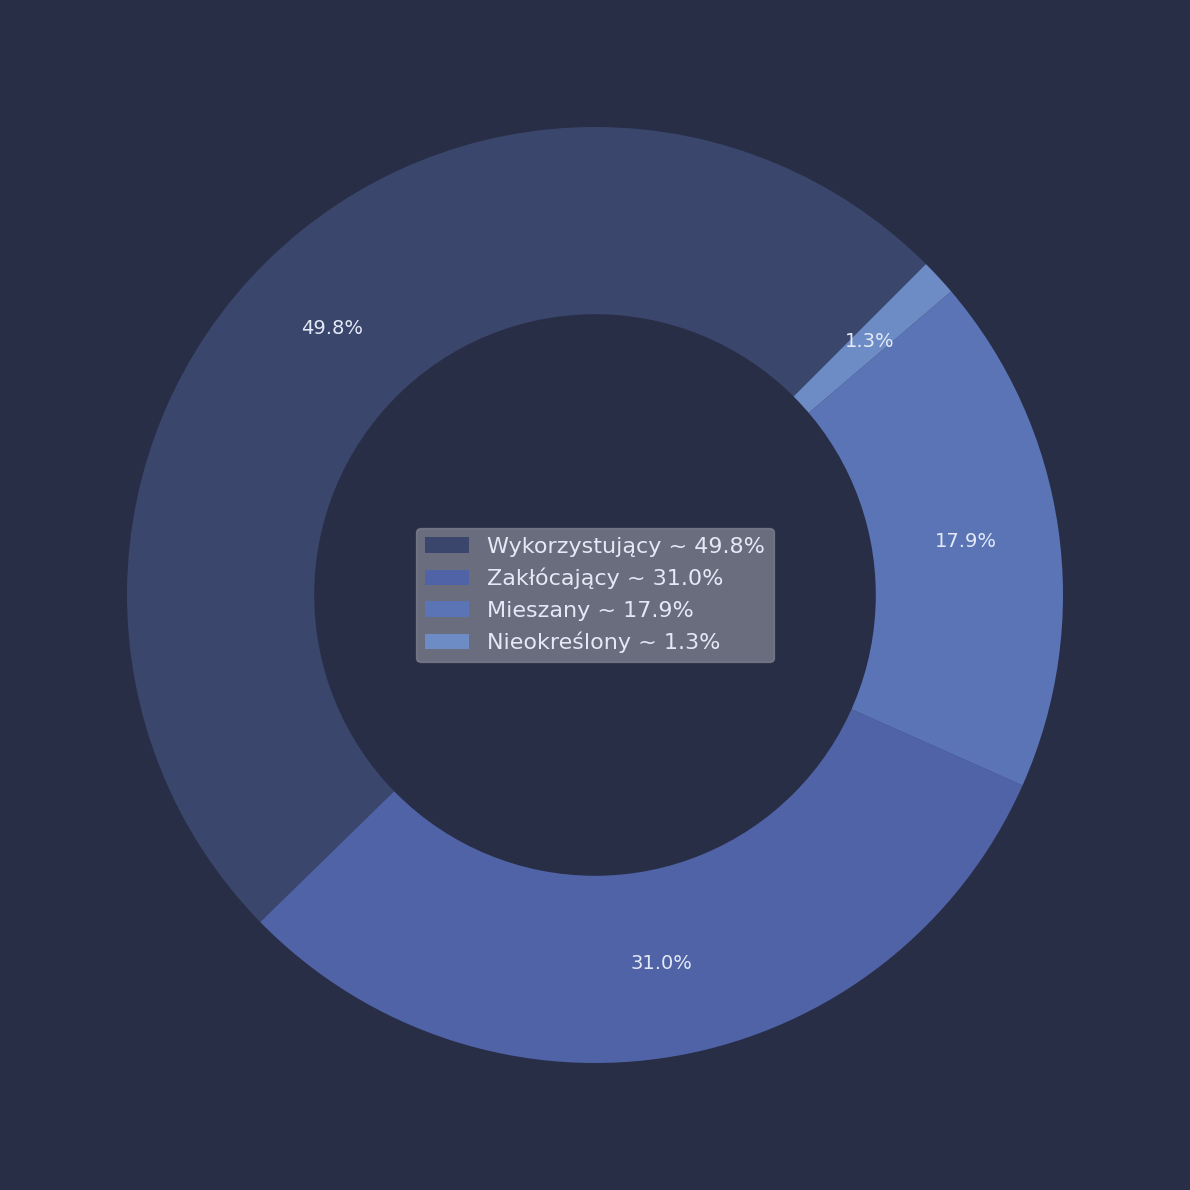 49.8%
1.3%
17.9%
Wykorzystujący ~ 49.8%
Zakłócający ~ 31.0%
Mieszany ~ 17.9%
Nieokreślony ~ 1.3%
31.0%